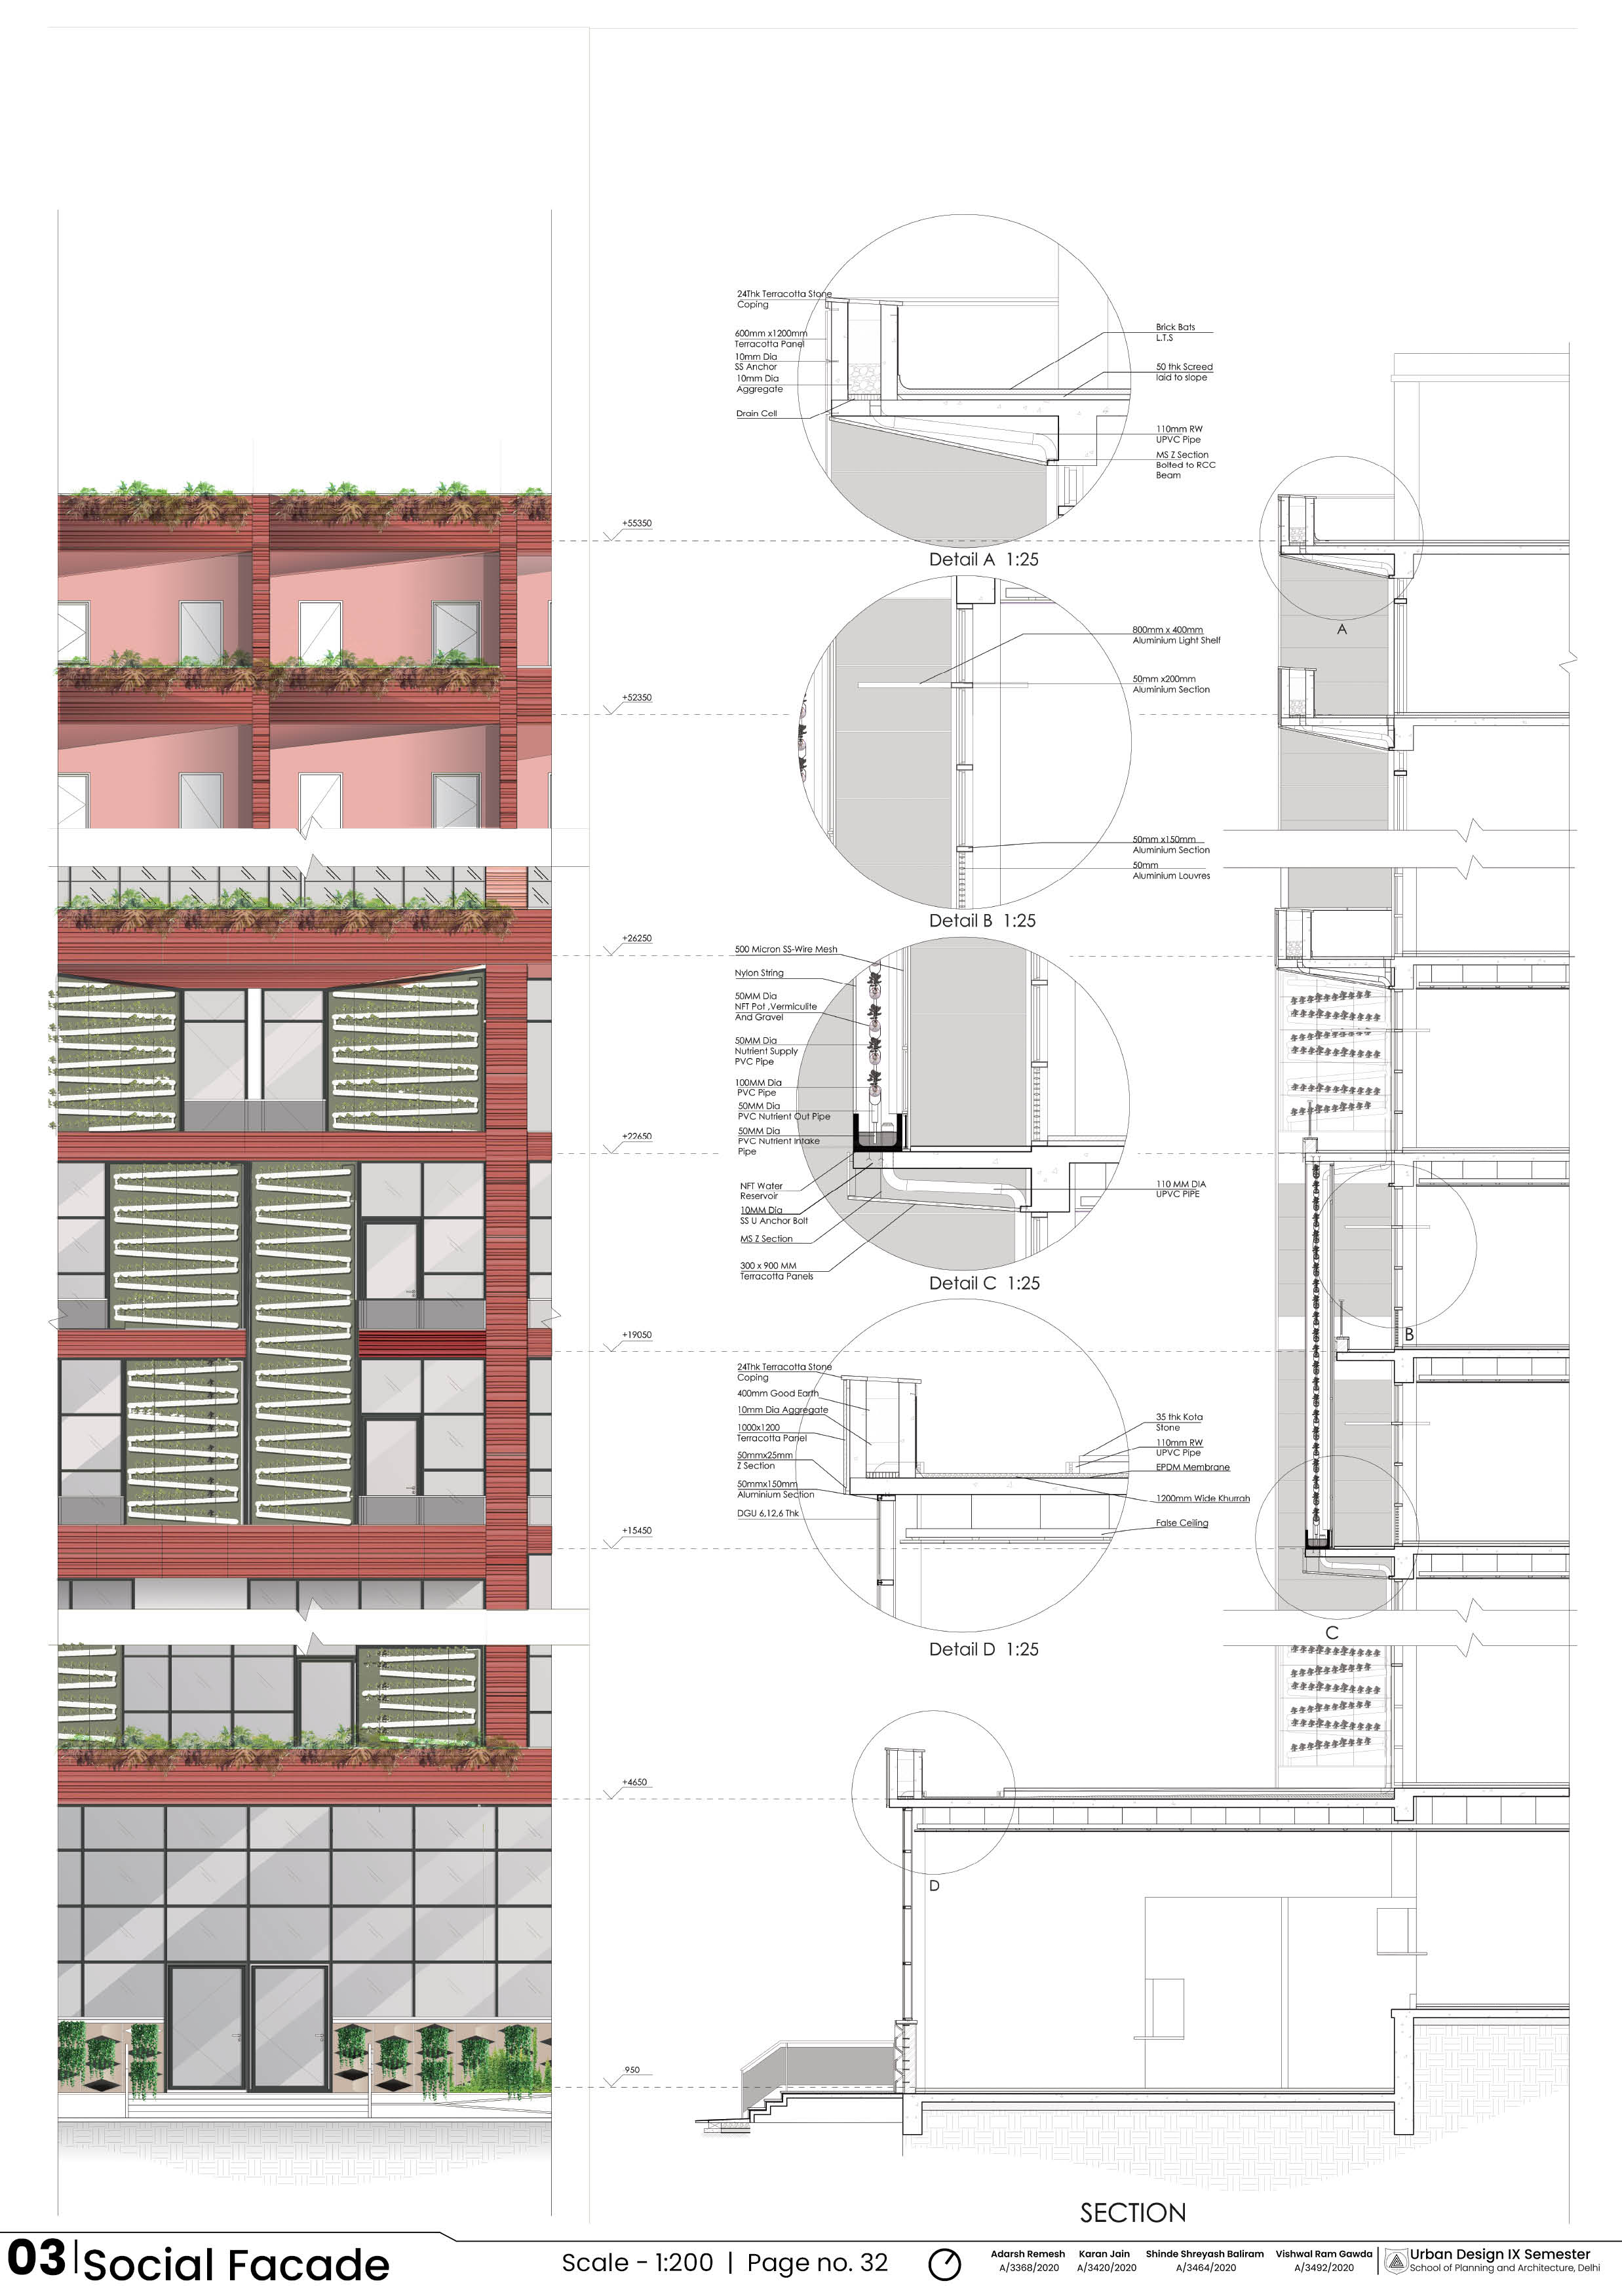 24Thk Terracotta Stone
Coping
600mm x1200mm
Terracotta Panel
10mm Dia
SS Anchor
10mm Dia
Aggregate
Drain Cell
Brick Bats
L.T.S
50 thk Screed
laid to slope
110mm RW
UPVC Pipe
MS Z Section
Bolted to RCC
Beam
+55350
Detail A 1:25
A
800mm x 400mm
Aluminium Light Shelf
50mm x200mm
Aluminium Section
+52350
50mm x150mm
Aluminium Section
50mm
Aluminium Louvres
Detail B 1:25
+26250
500 Micron SS-Wire Mesh
Nylon String
50MM Dia
NFT Pot ,Vermiculite
And Gravel
50MM Dia
Nutrient Supply
PVC Pipe
100MM Dia
PVC Pipe
50MM Dia
PVC Nutrient Out Pipe
50MM Dia
PVC Nutrient Intake
Pipe
+22650
NFT Water
Reservoir
10MM Dia
SS U Anchor Bolt
MS Z Section
300 x 900 MM
Terracotta Panels
110 MM DIA
UPVC PIPE
Detail C 1:25
B
+19050
24Thk Terracotta Stone
Coping
400mm Good Earth
10mm Dia Aggregate
1000x1200
Terracotta Panel
50mmx25mm
Z Section
50mmx150mm
Aluminium Section
DGU 6,12,6 Thk
35 thk Kota
Stone
110mm RW
UPVC Pipe
EPDM Membrane
1200mm Wide Khurrah
False Ceiling
+15450
C
Detail D 1:25
+4650
D
950
SECTION
03 Social Facade
Scale - 1:200 | Page no. 32
Adarsh Remesh
A/3368/2020
Karan Jain
A/3420/2020
Shinde Shreyash Baliram
A/3464/2020
Vishwal Ram Gawda
A/3492/2020
Urban Design IX Semester
School of Planning and Architecture, Delhi